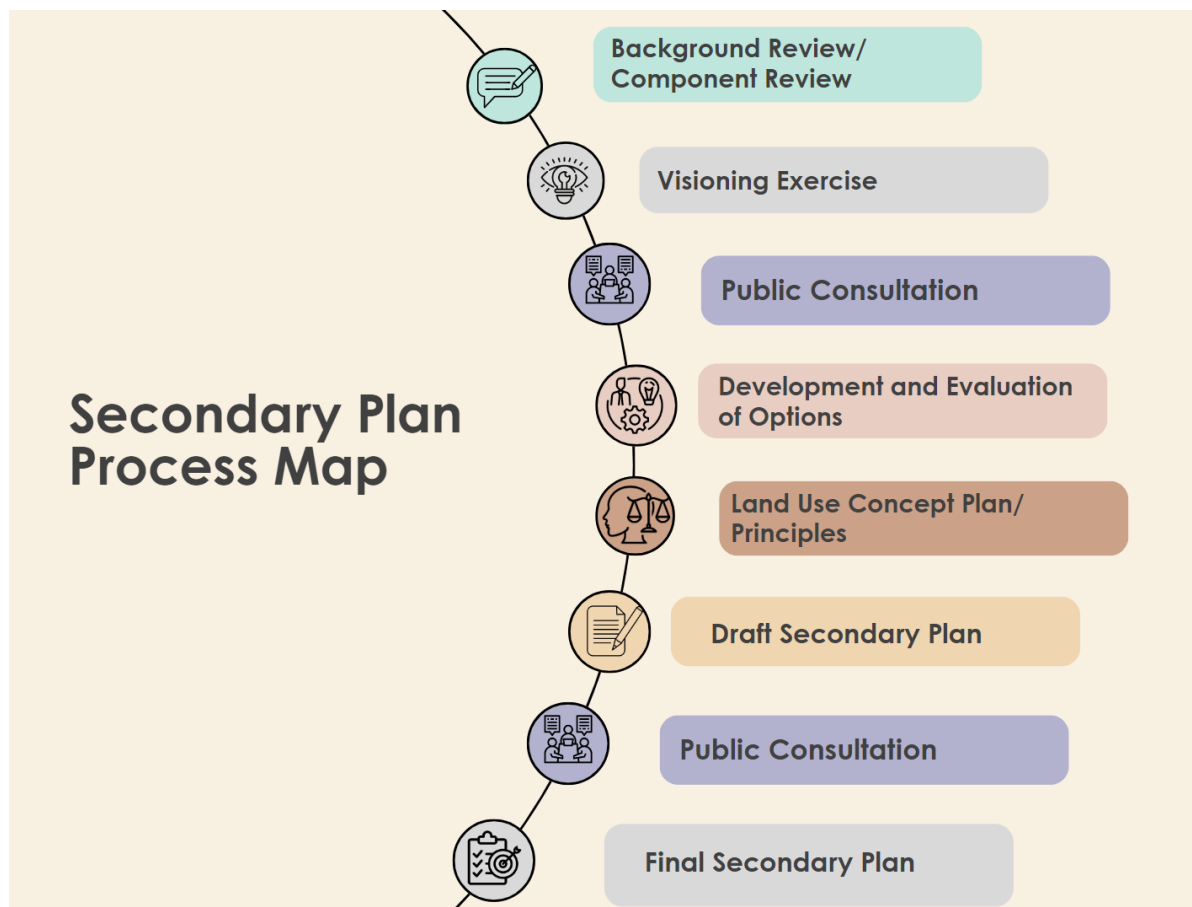 Background Review/
Component Review
Visioning Exercise
Public Consultation
Development and Evaluation
of Options
Secondary Plan
Process Map
Land Use Concept Plan/
Principles
Draft Secondary Plan
Public Consultation
Final Secondary Plan